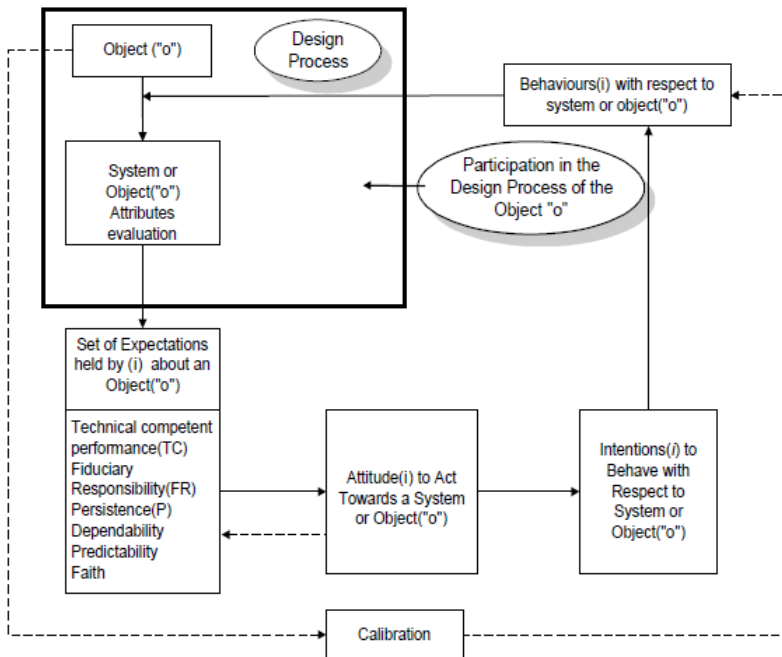 Object ("o")
Design
Process
Behaviours(i) with respect to
system or object("o")
System or
Object("o")
Attributes
evaluation
Participation in the
Design Process of the
Object "o"
Set of Expectations
held by (i) about an
Object("o")
Technical competent
performance(TC)
Fiduciary
Responsibility(FR)
Persistence(P)
Dependability
Predictability
Faith
Attitude(i) to Act
Towards a System
or Object("o")
Intentions(i) to
Behave with
Respect to
System or
Object("o")
Calibration